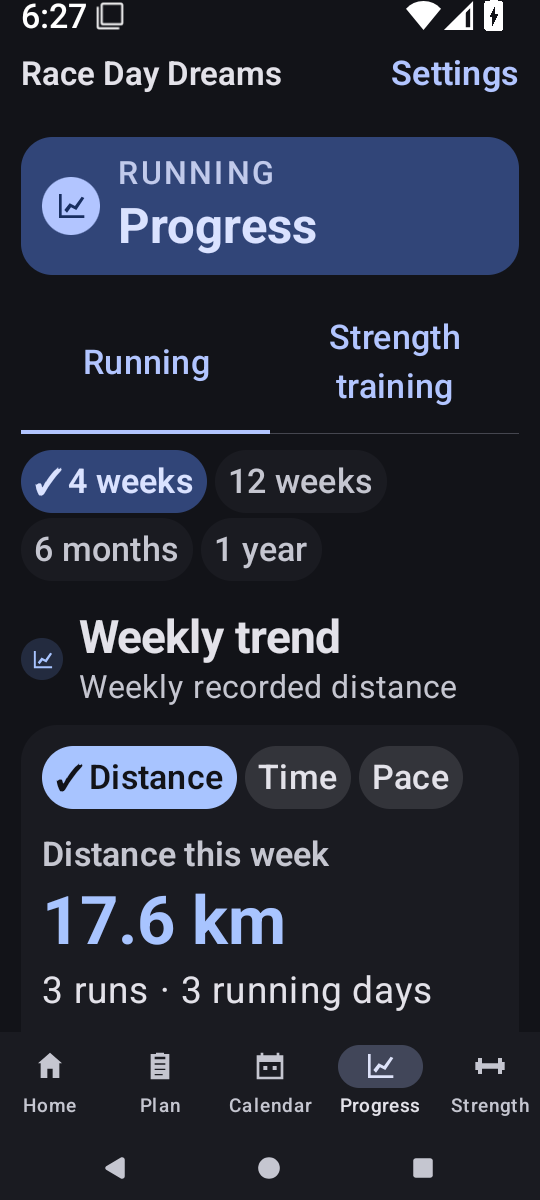 6:27
Race Day Dreams
Settings
RUNNING
Progress
Running
Strength
training
✓4 weeks
12 weeks
6 months
1 year
Weekly trend
Weekly recorded distance
✓Distance
Time
Pace
Distance this week
17.6 km
3 runs · 3 running days
Home
Plan
Calendar
Progress
Strength